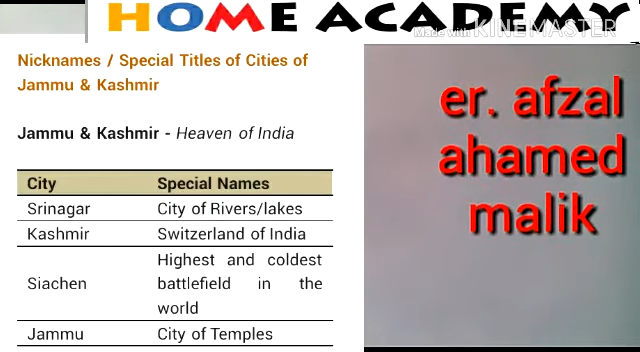 HOME ACADEMY
Made with KINEMASTER
Nicknames / Special Titles of Cities of
Jammu & Kashmir
Jammu & Kashmir - Heaven of India
City Special Names
Srinagar City of Rivers/lakes
Kashmir Switzerland of India
Siachen Highest and coldest
battlefield in the
world
Jammu City of Temples
er. afzal
ahamed
malik